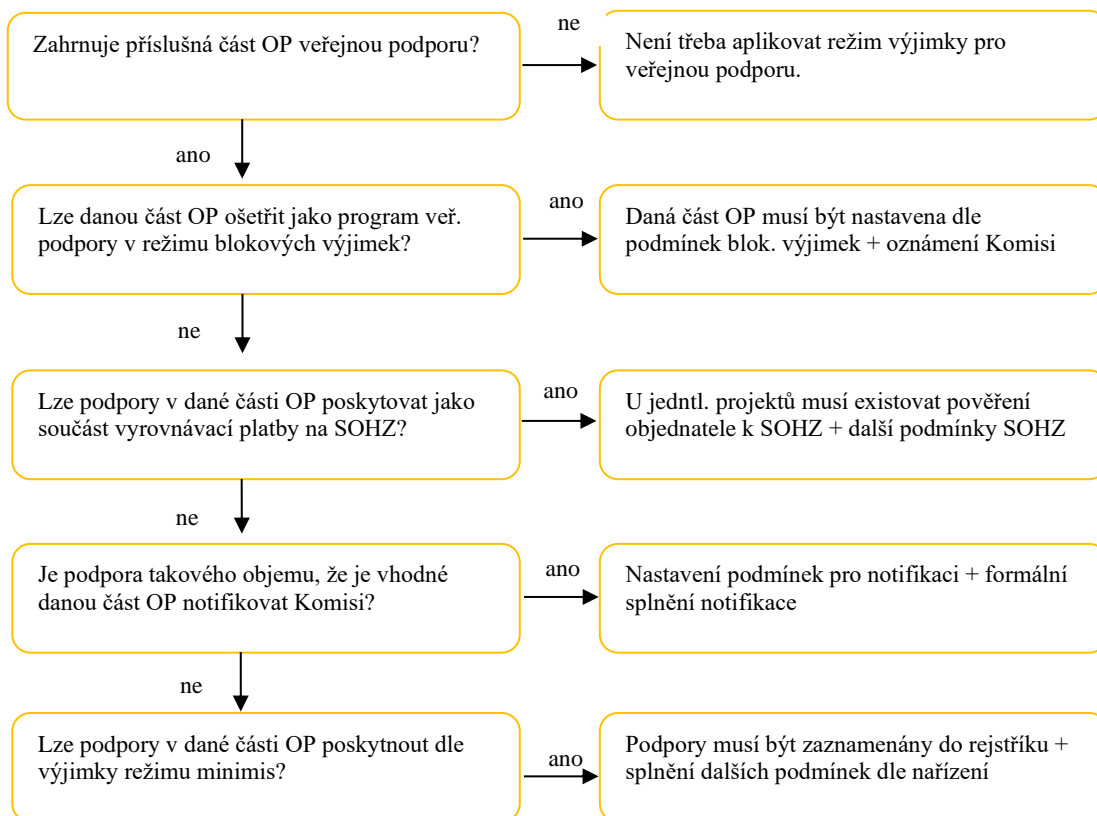 Zahrnuje příslušná část OP veřejnou podporu?
ne
Není třeba aplikovat režim výjimky pro
veřejnou podporu.
ano
Lze danou část OP ošetřit jako program veř.
podpory v režimu blokových výjimek?
ano
Daná část OP musí být nastavena dle
podmínek blok. výjimek + oznámení Komisi
ne
Lze podpory v dané části OP poskytovat jako
součást vyrovnávací platby na SOHZ?
ano
U jedntl. projektů musí existovat pověření
objednatele k SOHZ + další podmínky SOHZ
ne
Je podpora takového objemu, že je vhodné
danou část OP notifikovat Komisi?
ano
Nastavení podmínek pro notifikaci + formální
splnění notifikace
ne
Lze podpory v dané části OP poskytnout dle
výjimky režimu minimis?
ano
Podpory musí být zaznamenány do rejstříku +
splnění dalších podmínek dle nařízení